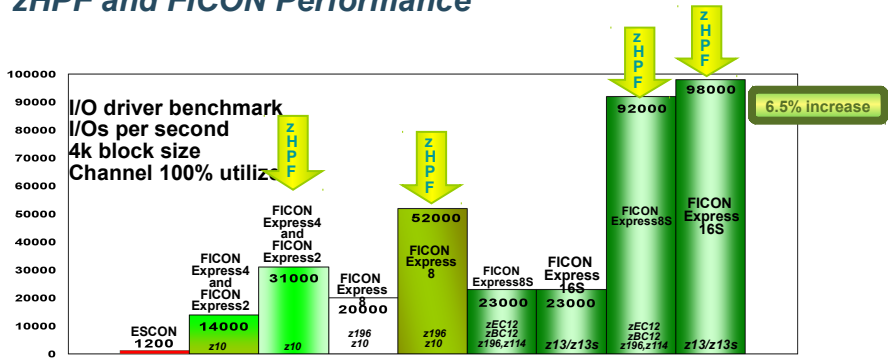 zHPF and FICON Performance
100000
90000
80000
70000
60000
50000
40000
30000
20000
10000
0
I/O driver benchmark
I/Os per second
4k block size
Channel 100% utilize
ESCON
1200
FICON
Express4
and
FICON
Express2
14000
z10
z
H
P
F
FICON
Express4
and
FICON
Express2
31000
z10
FICON
Express
8
20000
z196
z10
z
H
P
F
52000
FICON
Express
8
z196
z10
FICON
Express8S
23000
zEC12
zBC12
z196,z114
FICON
Express
16S
23000
z13/z13s
z
H
P
F
92000
FICON
Express8S
zEC12
zBC12
z196,z114
z
H
P
F
98000
FICON
Express
16S
z13/z13s
6.5% increase